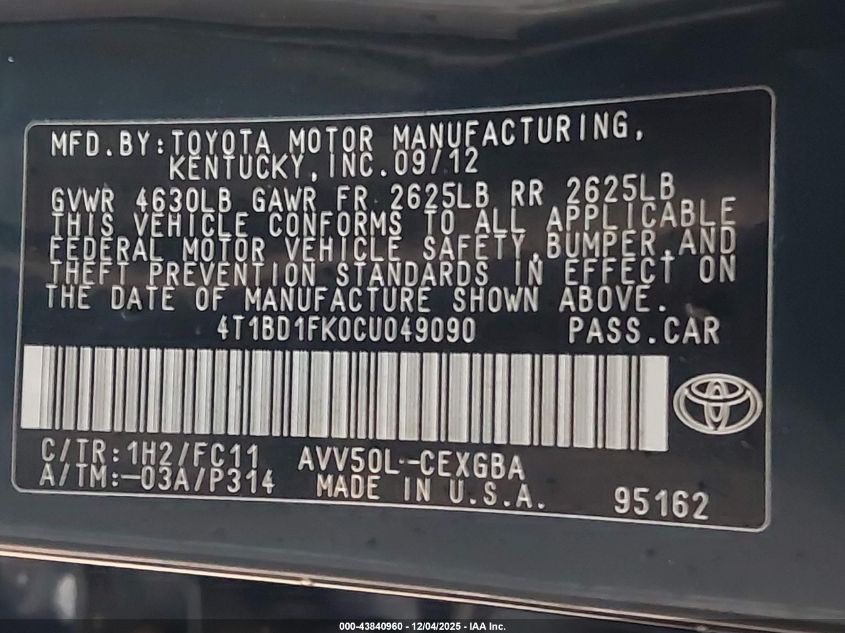 MFD.BY:TOYOTA MOTOR MANUFACTURING,
KENTUCKY,INC.09/12
GVWR 4630LB GAWR FR 2625LB RR 2625LB
THIS VEHICLE CONFORMS TO ALL APPLICABLE
FEDERAL MOTOR VEHICLE SAFETY,BUMPER,AND
THEFT PREVENTION STANDARDS IN EFFECT ON
THE DATE OF MANUFACTURE SHOWN ABOVE.
4T1BD1FK0CU049090 PASS.CAR
C/TR:1H2/FC11 AVV50L-CEXGBA
A/TM:-03A/P314 MADE IN U.S.A. 95162
000-43840960 - 12/04/2025 - IAA Inc.